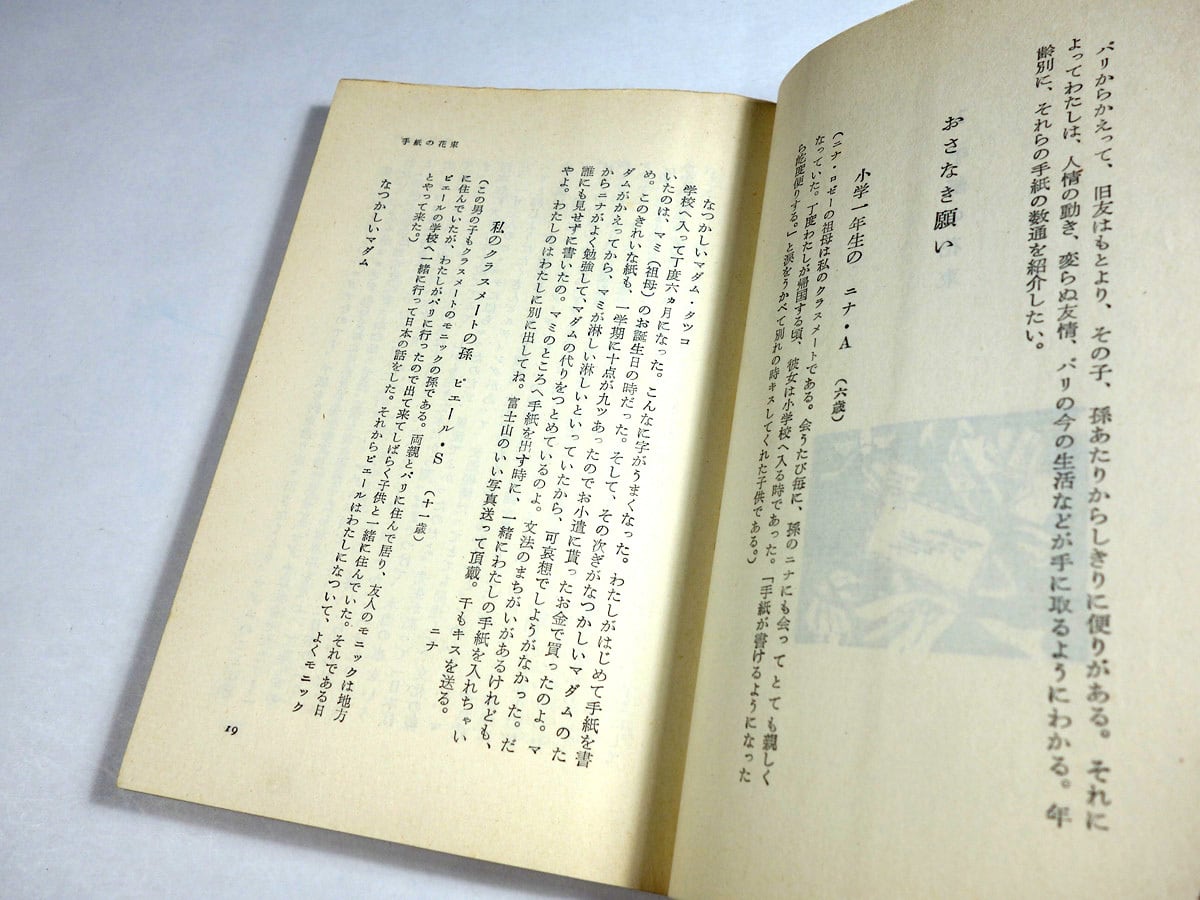 パリからかえって、旧友はもとより、その子、孫あたりからしきりに便りがある。それに
よってわたしは、人情の動き、変らぬ友情、パリの今の生活などが手に取るようにわかる。年
齢別に、それらの手紙の数通を紹介したい。
おさなき願い
小学一年生の　ニナ・A　（六歳）
（ニナ・ロゼーの祖母は私のクラスメートである。会うたび毎に、孫のニナにも会ってとても親しく
なっていた。丁度わたしが帰国する頃、彼女は小学校へ入る時であった。「手紙が書けるようになった
ら屹度便りする。」と涙をうかべて別れの時キスしてくれた子供である。）
なつかしいマダム・タツコ
学校へ入って丁度六ヵ月になった。こんなに字がうまくなった。わたしがはじめて手紙を書
いたのは、マミ（祖母）のお誕生日の時だった。そして、その次ぎがなつかしいマダムのた
め。このきれいな紙も、一学期に十点が九ツあったのでお小遣に貰ったお金で買ったのよ。マ
ダムがかえってから、マミが淋しい淋しいといっていたから、可哀想でしようがなかった。だ
からニナがよく勉強して、マダムの代りをつとめているのよ。文法のまちがいがあるけれども、
誰にも見せずに書いたの。マミのところへ手紙を出す時に、一緒にわたしの手紙を入れちゃい
やよ。わたしのはわたしに別に出してね。富士山のいい写真送って頂戴。千もキスを送る。
ニナ
私のクラスメートの孫　ピエール・S　（十一歳）
（この男の子もクラスメートのモニックの孫である。両親とパリに住んで居り、友人のモニックは地方
に住んでいたが、わたしがパリに行ったので出て来てしばらく子供と一緒に住んでいた。それである日
ピエールの学校へ一緒に行って日本の話をした。それからピエールはわたしになついて、よくモニック
とやって来た。）
なつかしいマダム
手紙の花束
19